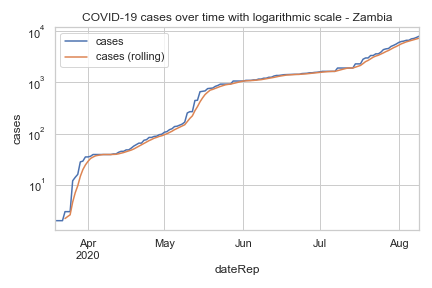 COVID-19 cases over time with logarithmic scale - Zambia
cases
cases (rolling)
10⁴
10³
10²
10¹
cases
Apr
2020
May
Jun
Jul
Aug
dateRep